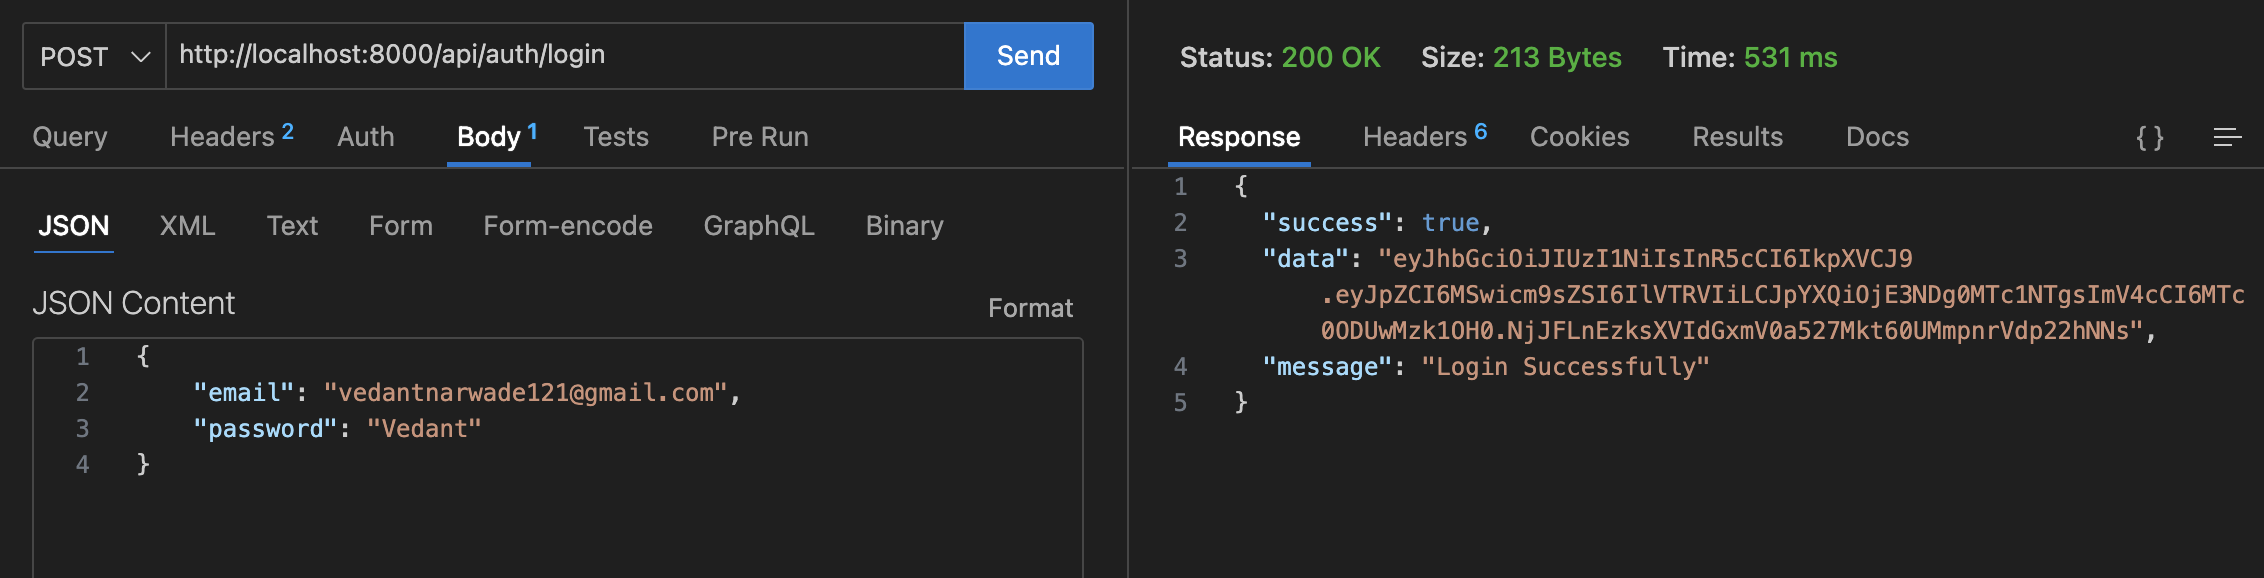 POST http://localhost:8000/api/auth/login Send
Query Headers 2 Auth Body 1 Tests Pre Run
JSON XML Text Form Form-encode GraphQL Binary
JSON Content Format
1 {
2 "email": "vedantnarwade121@gmail.com",
3 "password": "Vedant"
4 }
Status: 200 OK Size: 213 Bytes Time: 531 ms
Response Headers 6 Cookies Results Docs { }
1 {
2 "success": true,
3 "data": "eyJhbGciOiJIUzI1NiIsInR5cCI6IkpXVCJ9
.eyJpZCI6MSwicm9sZSI6IlVTRVIiLCJpYXQiOjE3NDg0MTc1NTgsImV4cCI6MTc
0ODUwMzk1OH0.NjJFLnEzksXVIdGxmV0a527Mkt60UMmpnrVdp22hNNs",
4 "message": "Login Successfully"
5 }